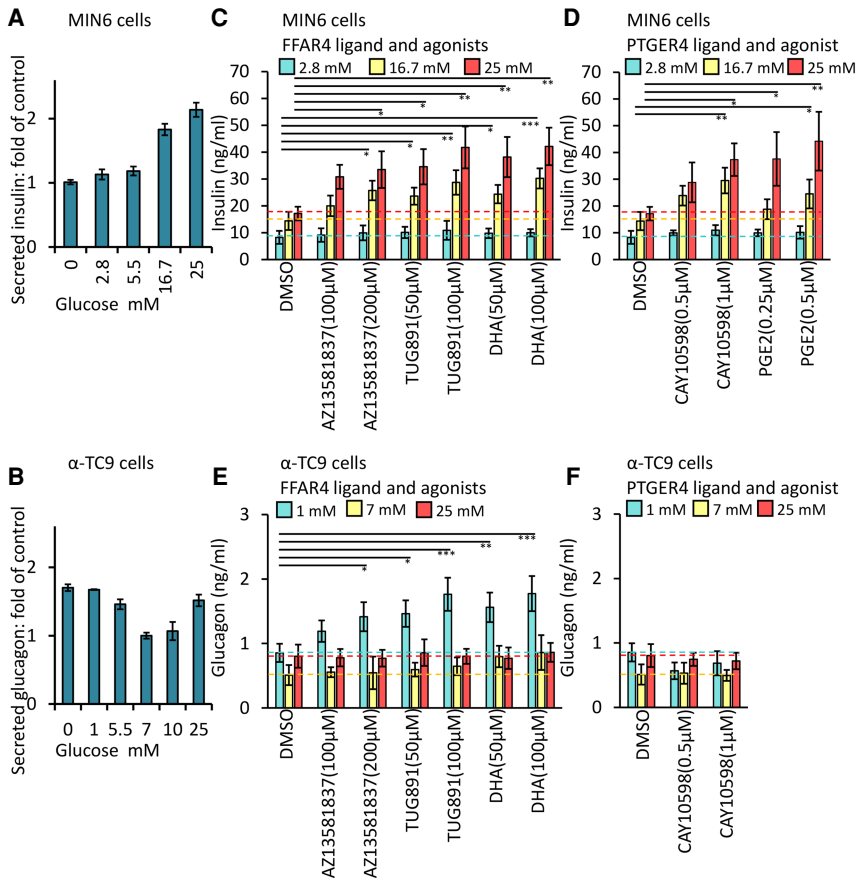 A
MIN6 cells
Secreted insulin: fold of control
2
1
0
0
2.8
5.5
16.7
25
Glucose mM
C
MIN6 cells
FFAR4 ligand and agonists
2.8 mM
16.7 mM
25 mM
Insulin (ng/ml)
70
60
50
40
30
20
10
0
**
**
**
*
*
***
*
**
*
*
DMSO
AZ13581837(100μM)
AZ13581837(200μM)
TUG891(50μM)
TUG891(100μM)
DHA(50μM)
DHA(100μM)
D
MIN6 cells
PTGER4 ligand and agonist
2.8 mM
16.7 mM
25 mM
Insulin (ng/ml)
70
60
50
40
30
20
10
0
**
*
*
*
**
DMSO
CAY10598(0.5μM)
CAY10598(1μM)
PGE2(0.25μM)
PGE2(0.5μM)
B
α-TC9 cells
Secreted glucagon: fold of control
2
1
0
0
1
5.5
7
10
25
Glucose mM
E
α-TC9 cells
FFAR4 ligand and agonists
1 mM
7 mM
25 mM
Glucagon (ng/ml)
3
2
1
0
***
**
***
*
*
DMSO
AZ13581837(100μM)
AZ13581837(200μM)
TUG891(50μM)
TUG891(100μM)
DHA(50μM)
DHA(100μM)
F
α-TC9 cells
PTGER4 ligand and agonist
1 mM
7 mM
25 mM
Glucagon (ng/ml)
3
2
1
0
DMSO
CAY10598(0.5μM)
CAY10598(1μM)